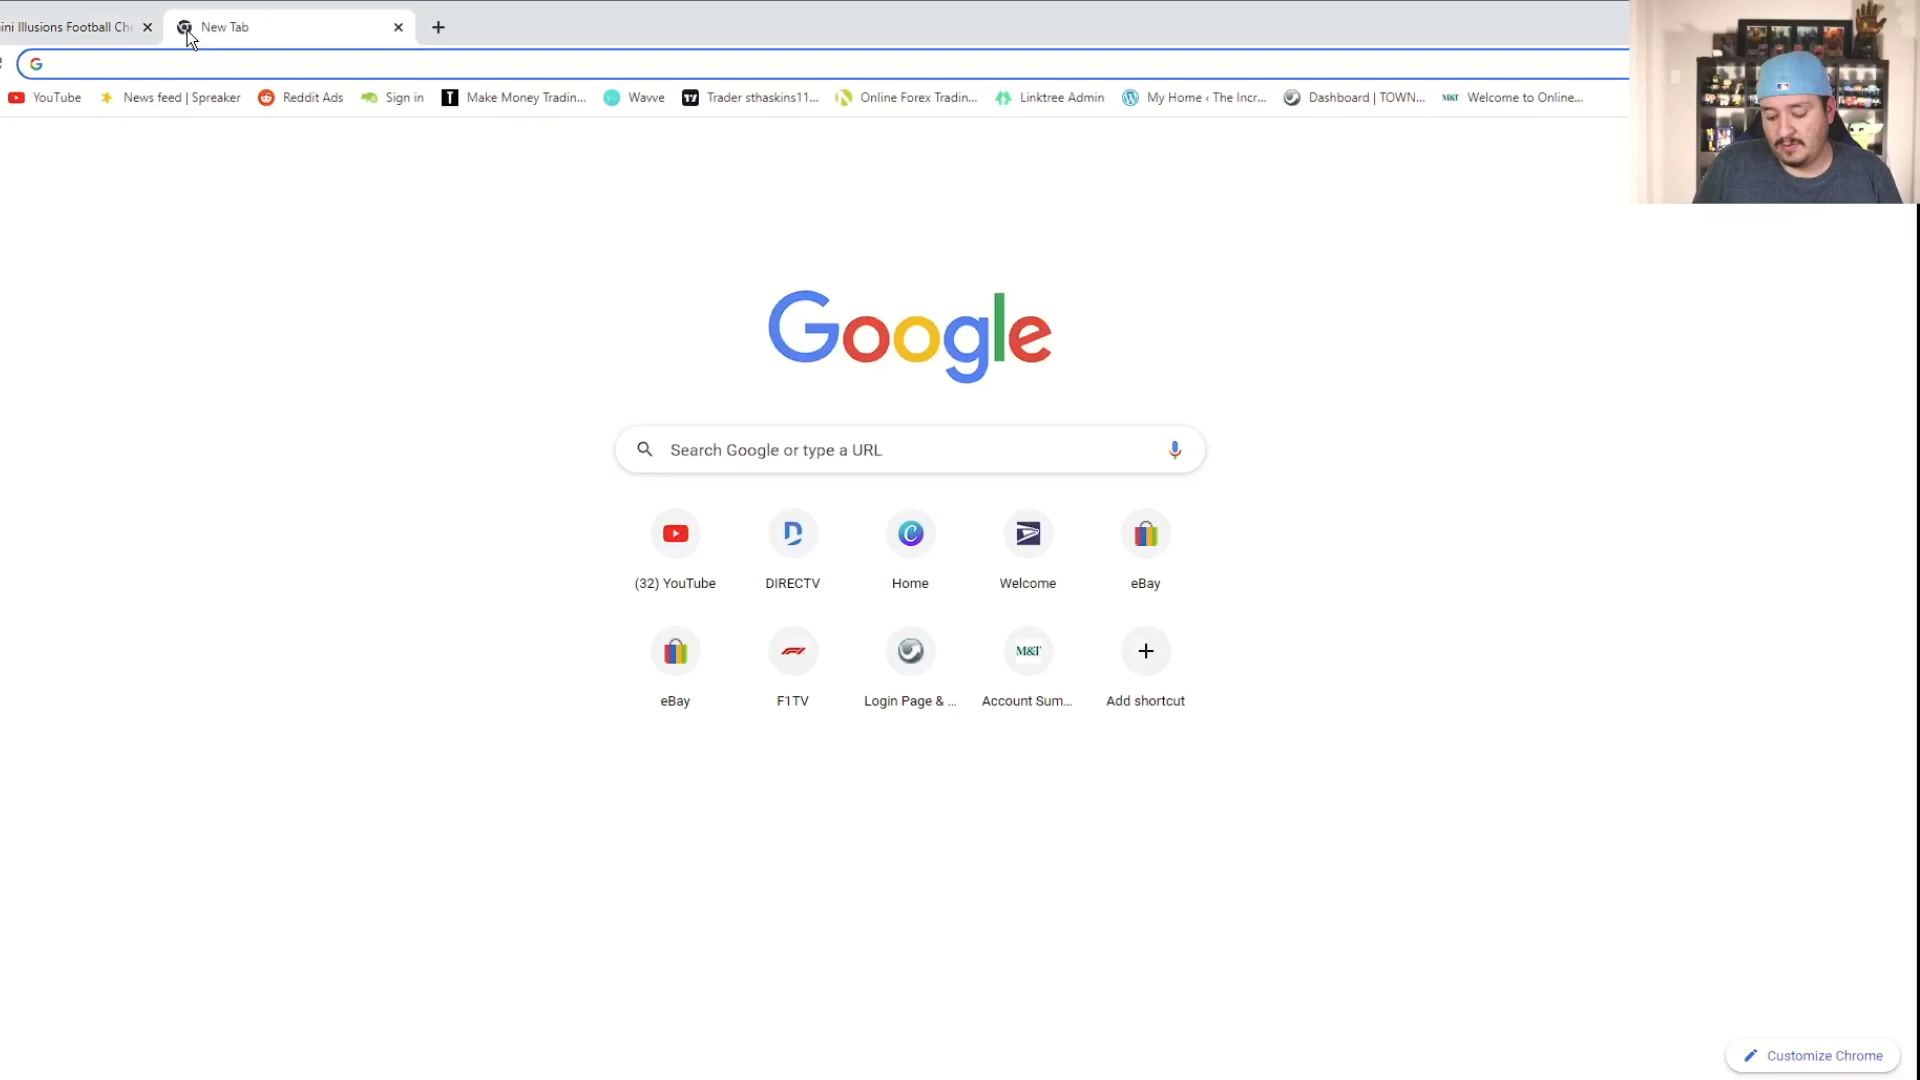 ini Illusions Football Che
New Tab
YouTube
News feed | Spreaker
Reddit Ads
Sign in
Make Money Tradin...
Wavve
Trader sthaskins11...
Online Forex Tradin...
Linktree Admin
My Home ‹ The Incr...
Dashboard | TOWN...
M&T
Welcome to Online...
Google
Search Google or type a URL
(32) YouTube
DIRECTV
Home
Welcome
eBay
eBay
F1TV
Login Page & ...
M&T
Account Sum...
Add shortcut
Customize Chrome